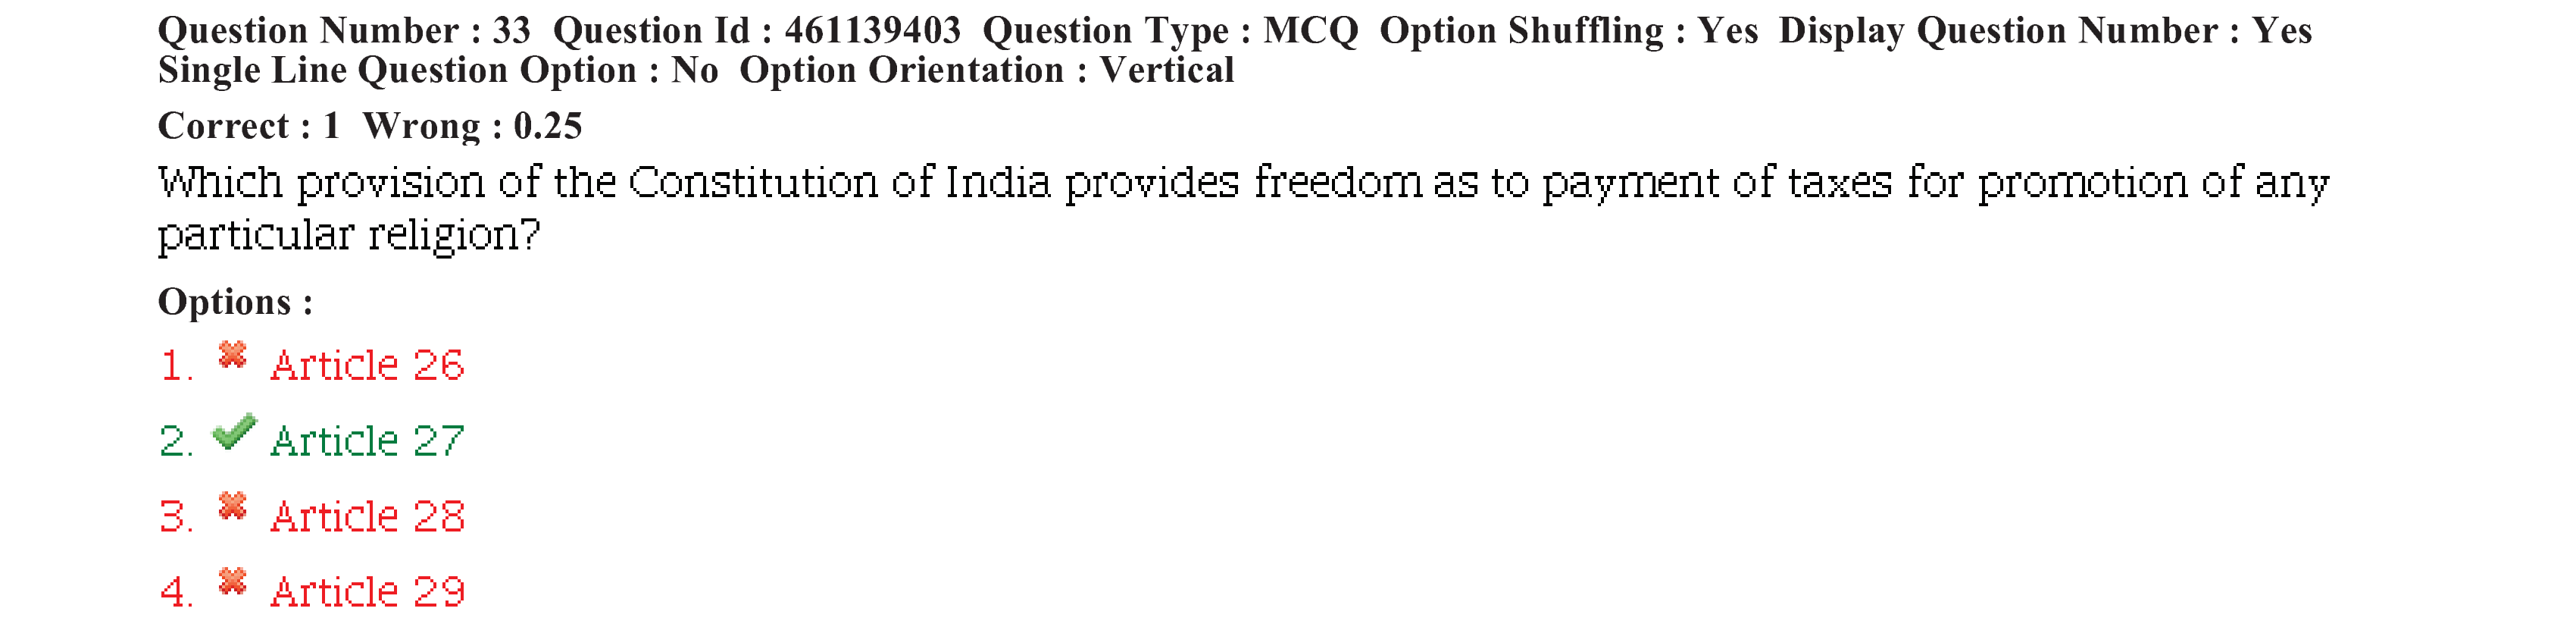 Question Number : 33 Question Id : 461139403 Question Type : MCQ Option Shuffling : Yes Display Question Number : Yes
Single Line Question Option : No Option Orientation : Vertical
Correct : 1 Wrong : 0.25
Which provision of the Constitution of India provides freedom as to payment of taxes for promotion of any
particular religion?
Options :
1. Article 26
2. Article 27
3. Article 28
4. Article 29